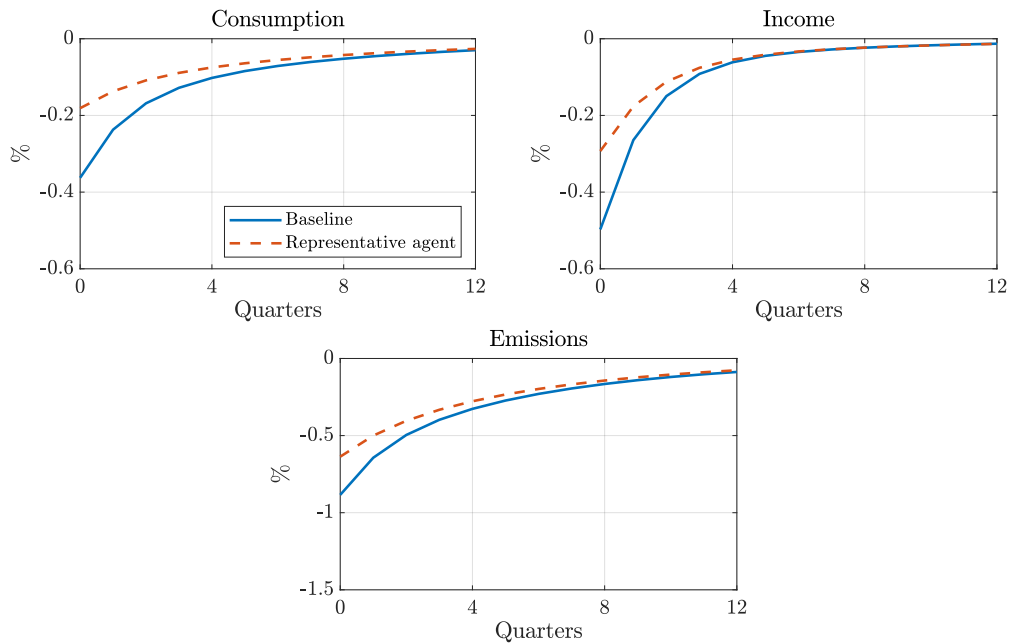 Consumption
0
-0.2
-0.4
-0.6
%
Baseline
Representative agent
0 4 8 12
Quarters
Income
0
-0.2
-0.4
-0.6
%
0 4 8 12
Quarters
Emissions
0
-0.5
-1
-1.5
%
0 4 8 12
Quarters